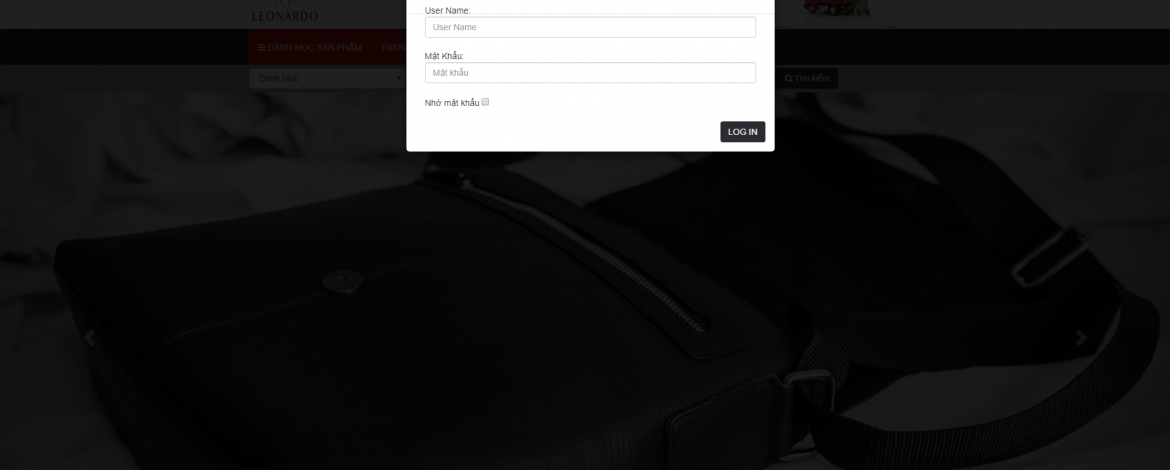 LEONARDO
User Name:
User Name
DANH MỤC SẢN PHẨM
TRAN
Mật Khẩu:
Mật khẩu
Danh Mục
Tìm kiếm
Nhớ mật khẩu
LOG IN